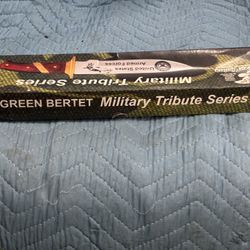 Military Tribute Series
United States
Armed Forces
GREEN BERTET Military Tribute Series